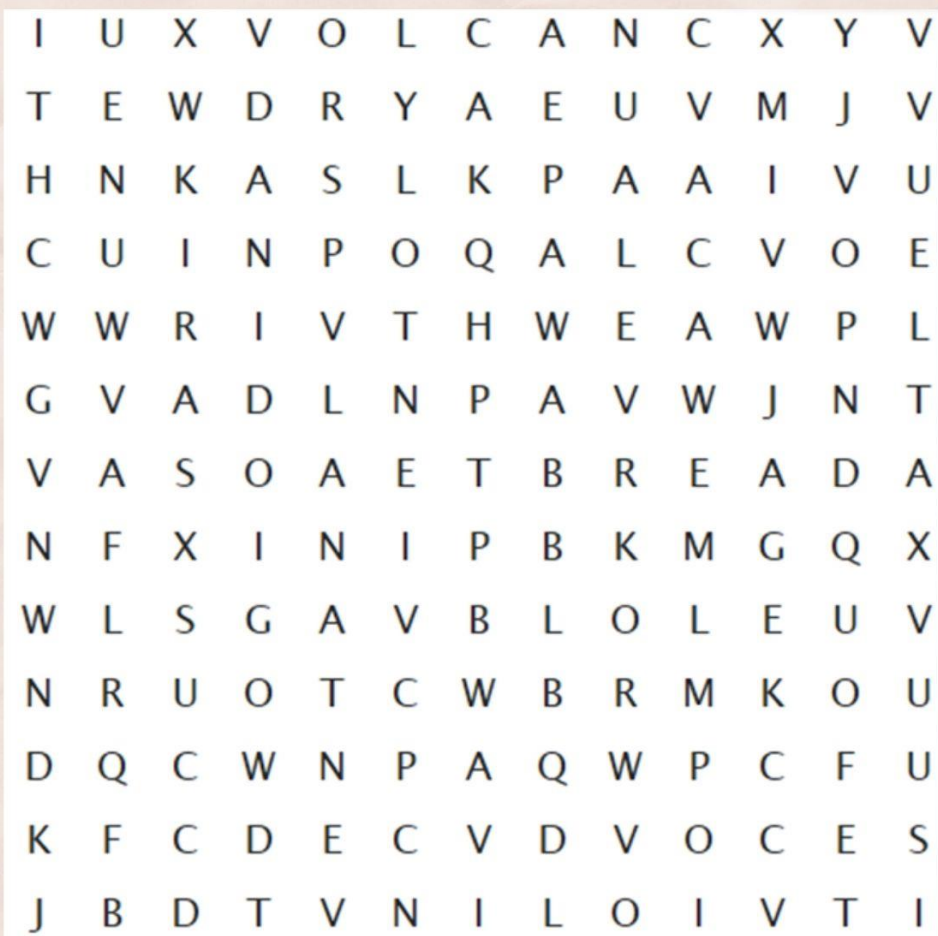 I U X V O L C A N C X Y V
T E W D R Y A E U V M J V
H N K A S L K P A A I V U
C U I N P O Q A L C V O E
W W R I V T H W E A W P L
G V A D L N P A V W J N T
V A S O A E T B R E A D A
N F X I N I P B K M G Q X
W L S G A V B L O L E U V
N R U O T C W B R M K O U
D Q C W N P A Q W P C F U
K F C D E C V D V O C E S
J B D T V N I L O I V T I